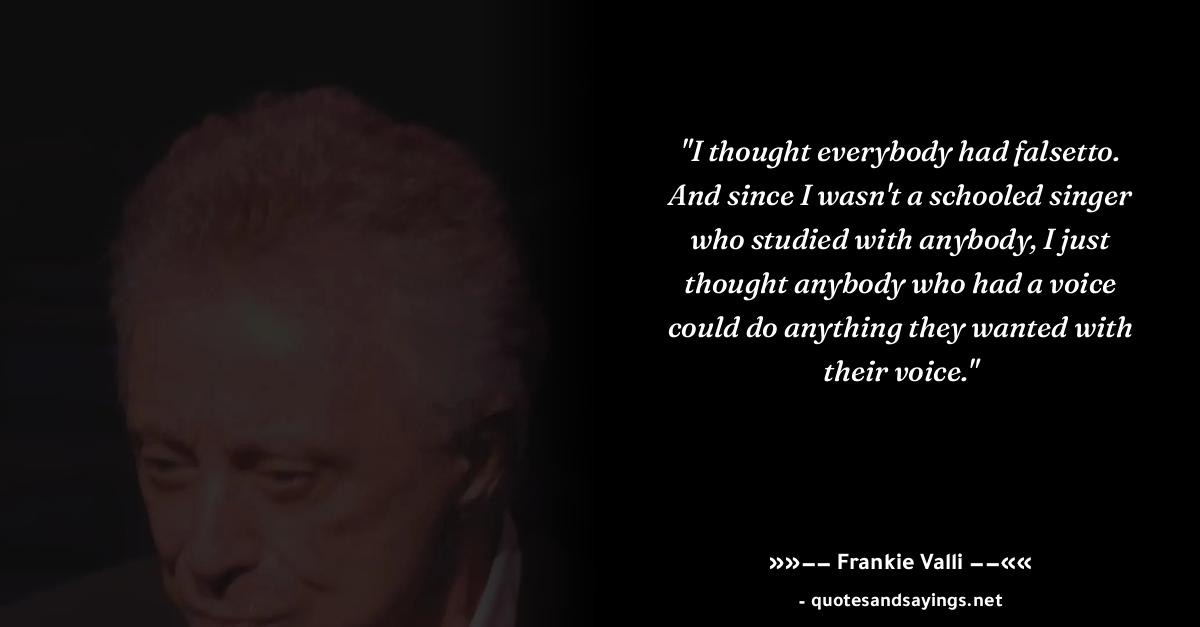 "I thought everybody had falsetto.
And since I wasn't a schooled singer
who studied with anybody, I just
thought anybody who had a voice
could do anything they wanted with
their voice."
»»−− Frankie Valli −−««
- quotesandsayings.net